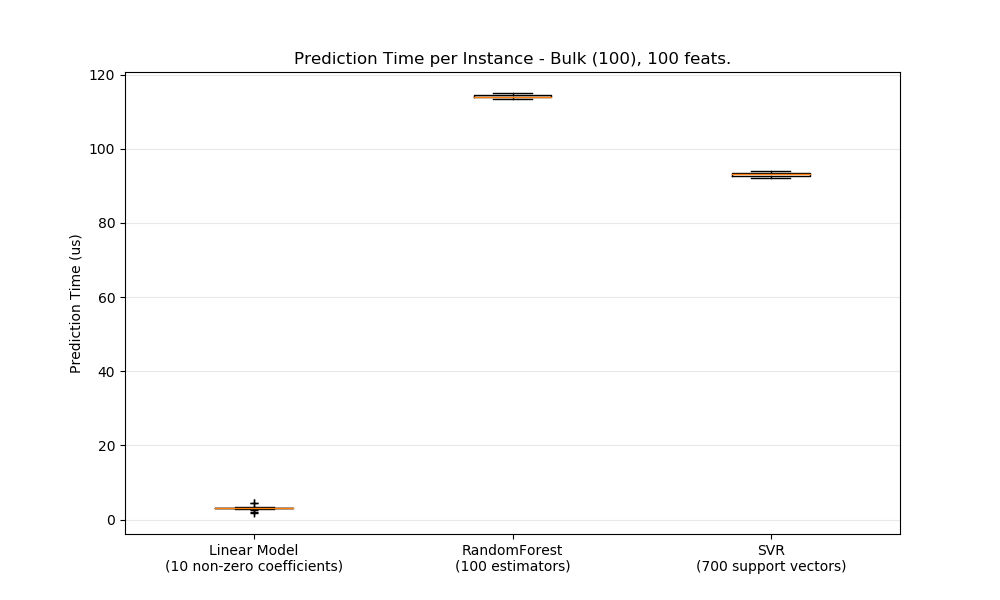 Prediction Time per Instance - Bulk (100), 100 feats.
120
100
80
60
40
20
0
Prediction Time (us)
Linear Model
(10 non-zero coefficients)
RandomForest
(100 estimators)
SVR
(700 support vectors)